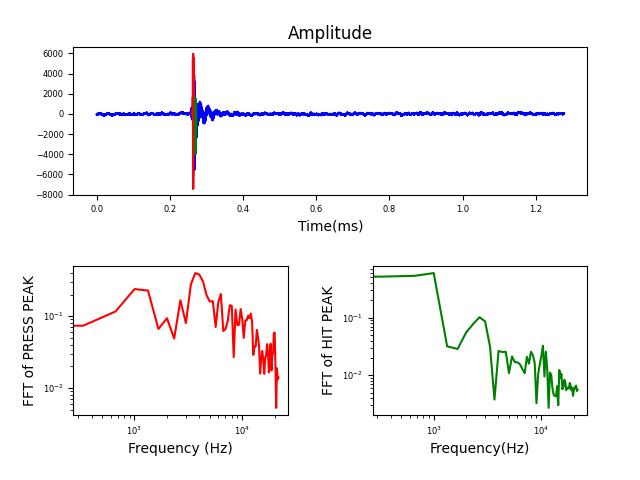 Amplitude
6000
4000
2000
0
−2000
−4000
−6000
−8000
0.0 0.2 0.4 0.6 0.8 1.0 1.2
Time(ms)
FFT of PRESS PEAK
10⁻¹
10⁻²
10³ 10⁴
Frequency (Hz)
FFT of HIT PEAK
10⁻¹
10⁻²
10³ 10⁴
Frequency(Hz)